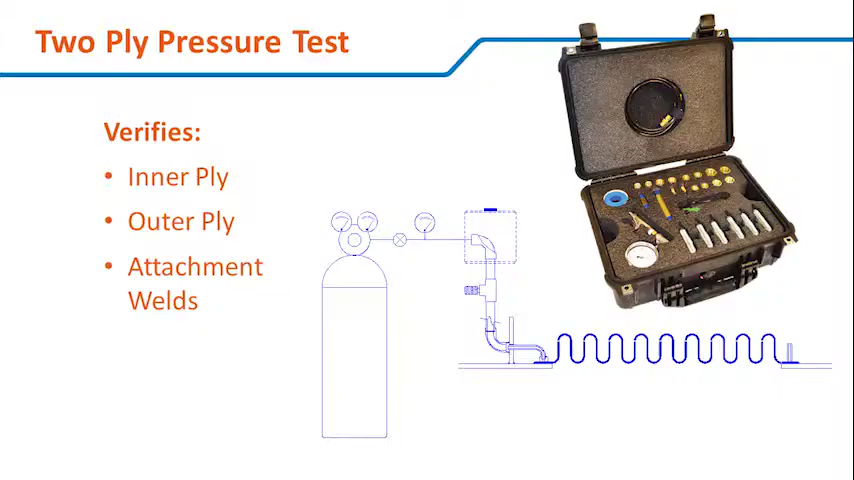 Two Ply Pressure Test
Verifies:
• Inner Ply
• Outer Ply
• Attachment
Welds